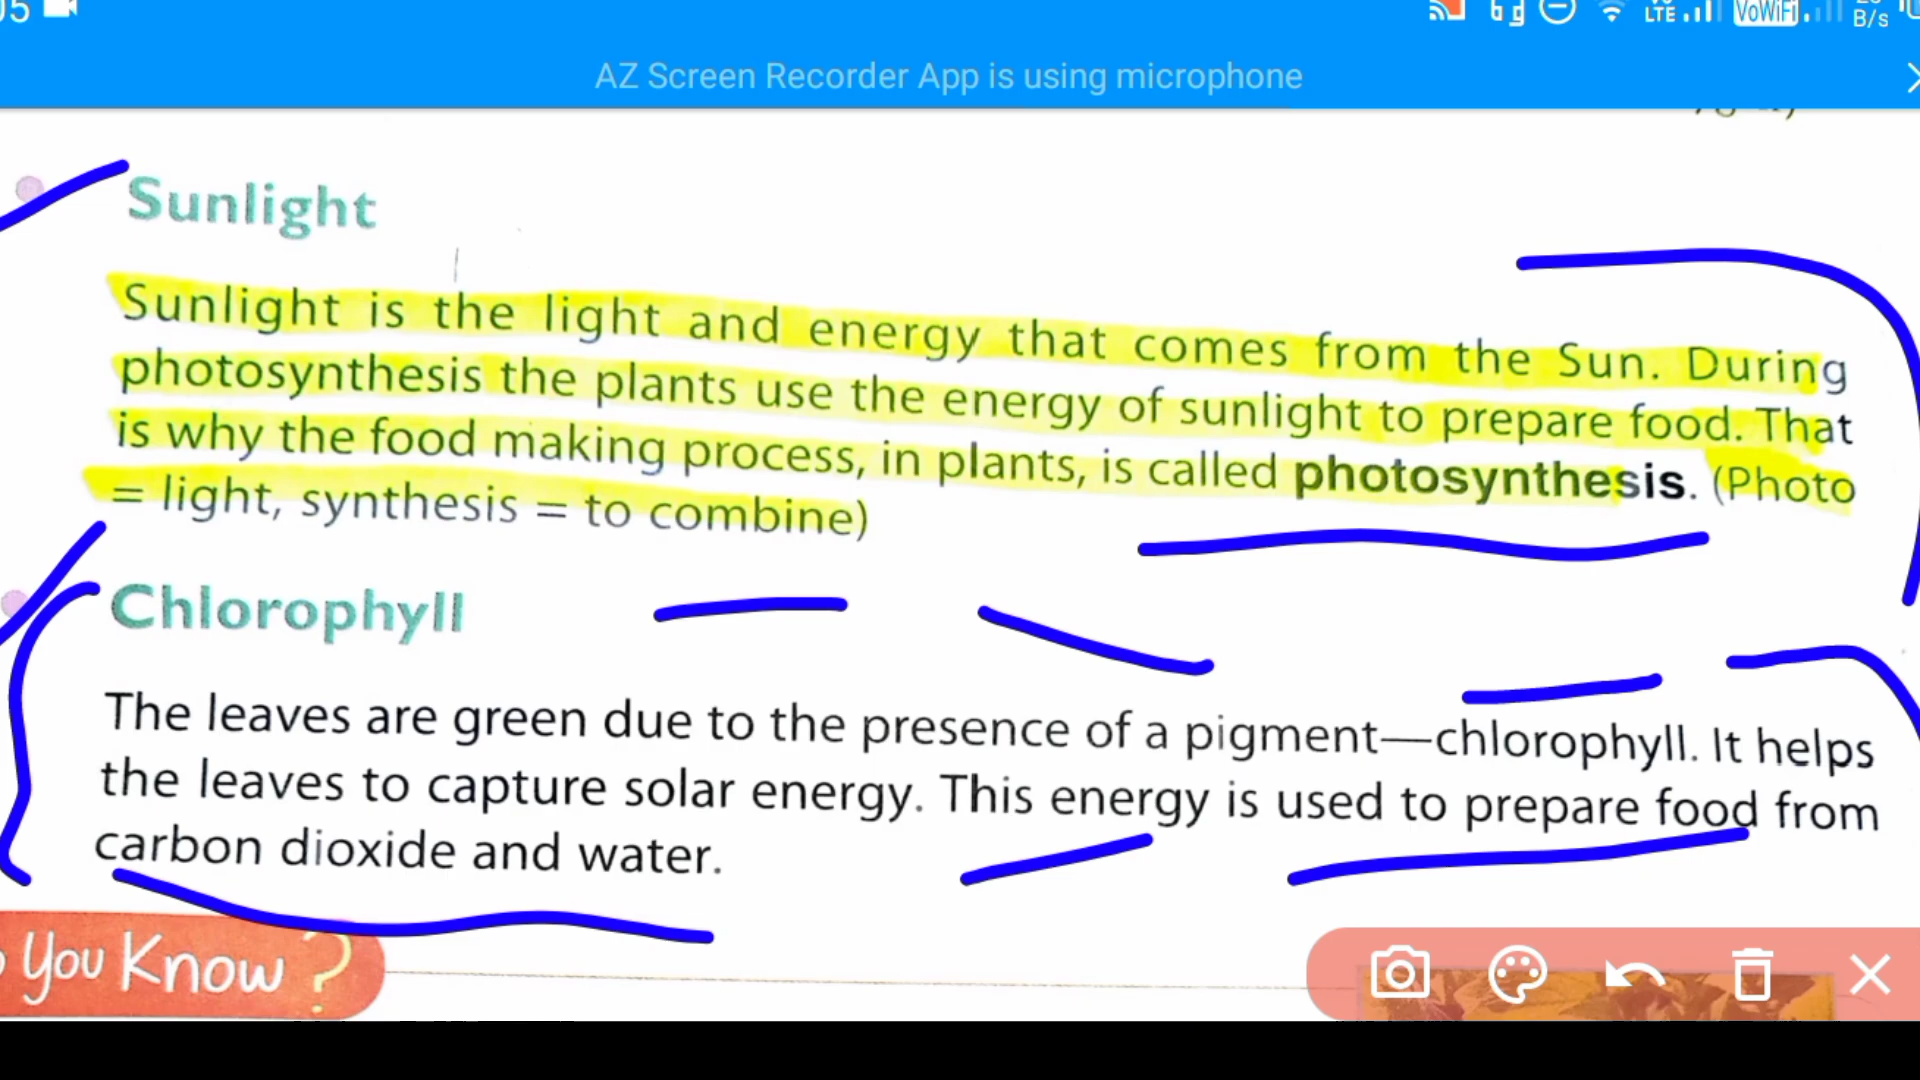 05
LTE VoWiFi
B/s
AZ Screen Recorder App is using microphone
Sunlight
Sunlight is the light and energy that comes from the Sun. During
photosynthesis the plants use the energy of sunlight to prepare food. That
is why the food making process, in plants, is called photosynthesis. (Photo
= light, synthesis = to combine)
Chlorophyll
The leaves are green due to the presence of a pigment—chlorophyll. It helps
the leaves to capture solar energy. This energy is used to prepare food from
carbon dioxide and water.
You Know?